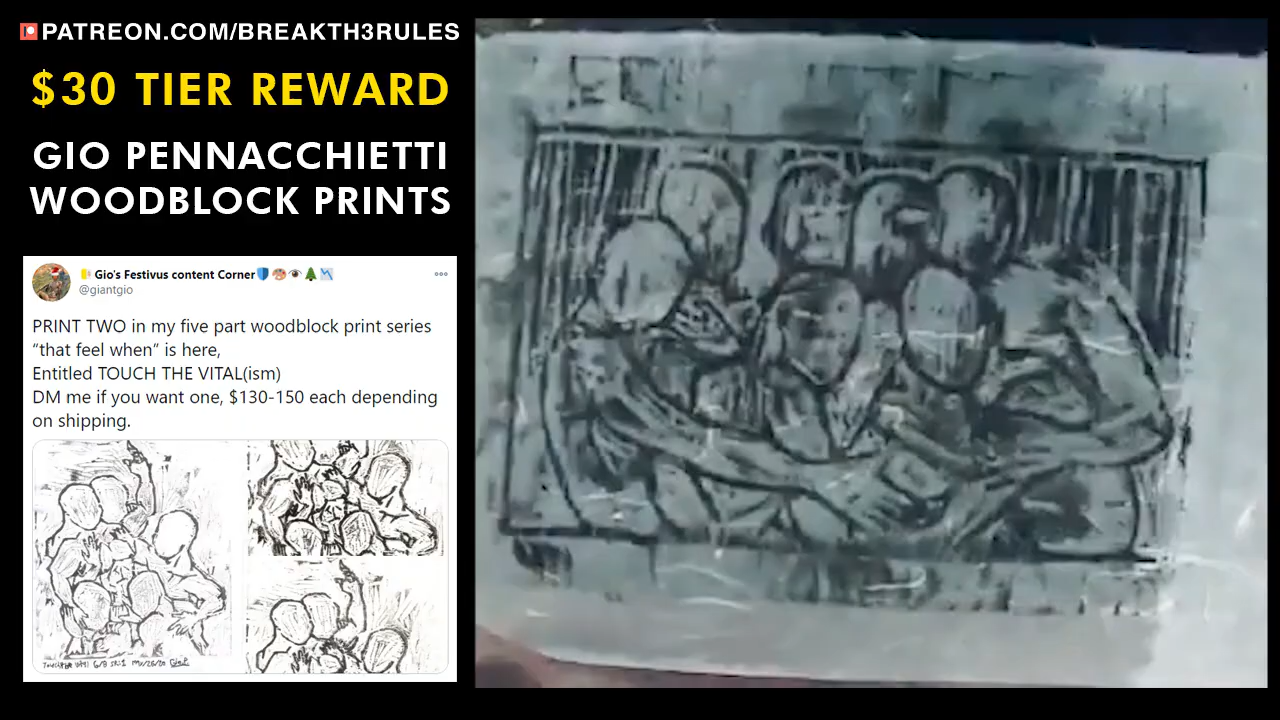 PATREON.COM/BREAKTH3RULES
$30 TIER REWARD
GIO PENNACCHIETTI
WOODBLOCK PRINTS
Gio's Festivus content Corner
@giantgio
PRINT TWO in my five part woodblock print series
“that feel when” is here,
Entitled TOUCH THE VITAL(ism)
DM me if you want one, $130-150 each depending
on shipping.